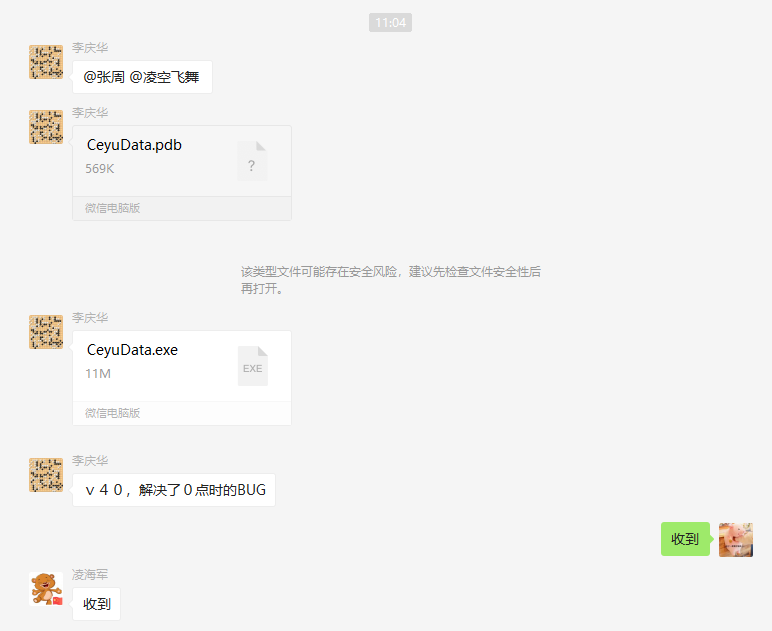 11:04
李庆华
@张周 @凌空飞舞
李庆华
CeyuData.pdb
569K
?
微信电脑版
该类型文件可能存在安全风险，建议先检查文件安全性后
再打开。
李庆华
CeyuData.exe
11M
EXE
微信电脑版
李庆华
ｖ４０，解决了０点时的BUG
收到
凌海军
收到